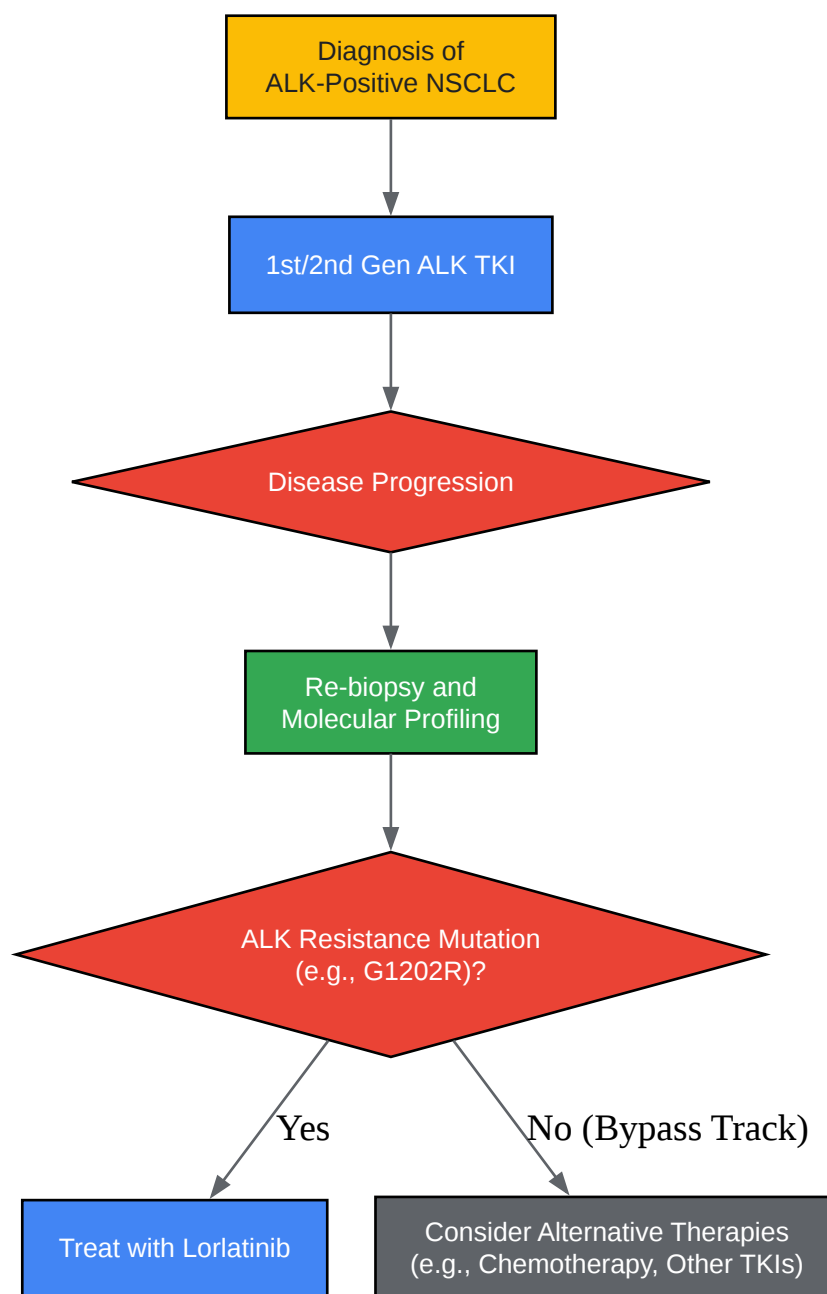 Diagnosis of
ALK-Positive NSCLC
1st/2nd Gen ALK TKI
Disease Progression
Re-biopsy and
Molecular Profiling
ALK Resistance Mutation
(e.g., G1202R)?
Yes
No (Bypass Track)
Treat with Lorlatinib
Consider Alternative Therapies
(e.g., Chemotherapy, Other TKIs)